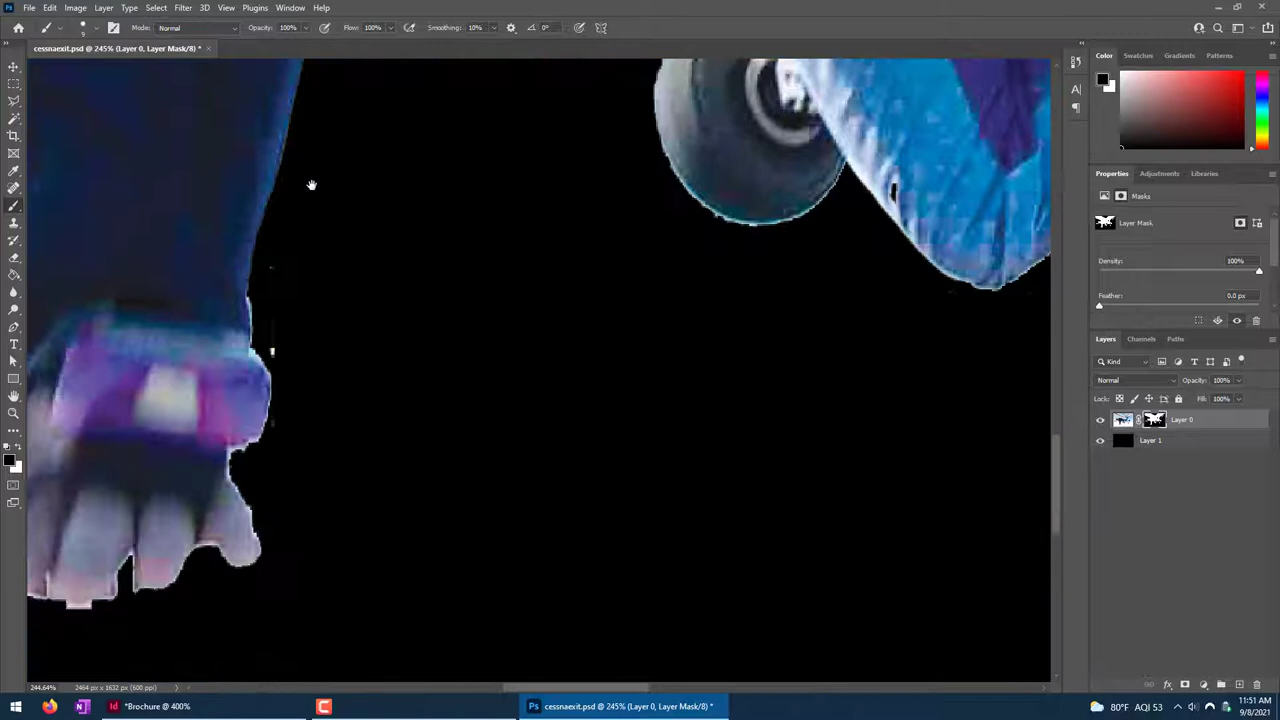 File Edit Image Layer Type Select Filter 3D View Plugins Window Help
9 Mode: Normal Opacity: 100% Flow: 100% Smoothing: 10% 0°
cessnaexit.psd @ 245% (Layer 0, Layer Mask/8) *
Color Swatches Gradients Patterns
Properties Adjustments Libraries
Masks
Layer Mask
Density: 100%
Feather: 0.0 px
Layers Channels Paths
Kind
Normal Opacity: 100%
Lock: Fill: 100%
Layer 0
Layer 1
244.64% 2464 px x 1632 px (600 ppi)
*Brochure @ 400%
cessnaexit.psd @ 245% (Layer 0, Layer Mask/8) *
80°F AQI 53
11:51 AM
9/8/2021